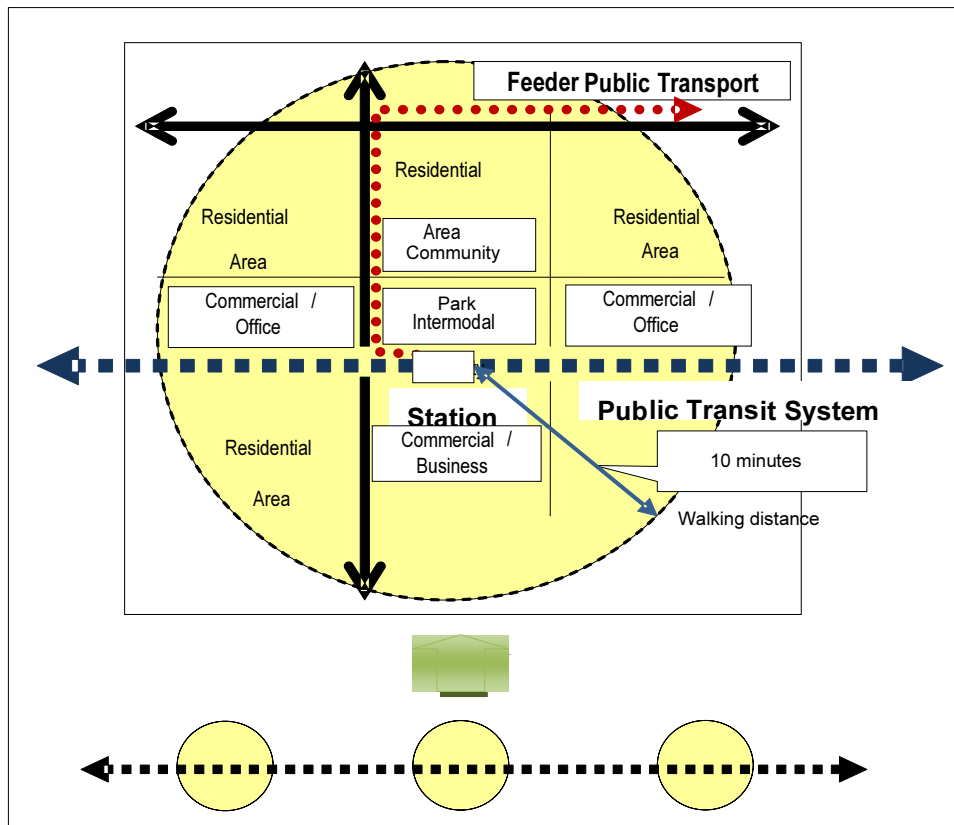 Feeder Public Transport
Residential
Residential
Area
Area
Community
Residential
Area
Commercial / Office
Park
Intermodal
Commercial / Office
Station
Public Transit System
Commercial / Business
Residential
Area
10 minutes
Walking distance